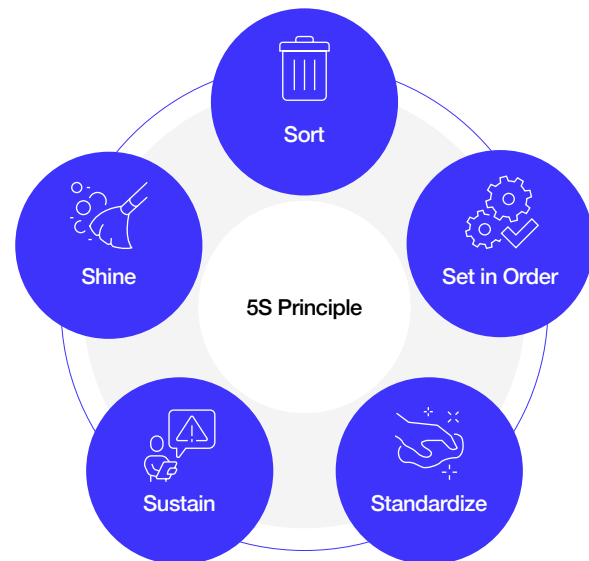 Sort
Set in Order
Shine
5S Principle
Sustain
Standardize